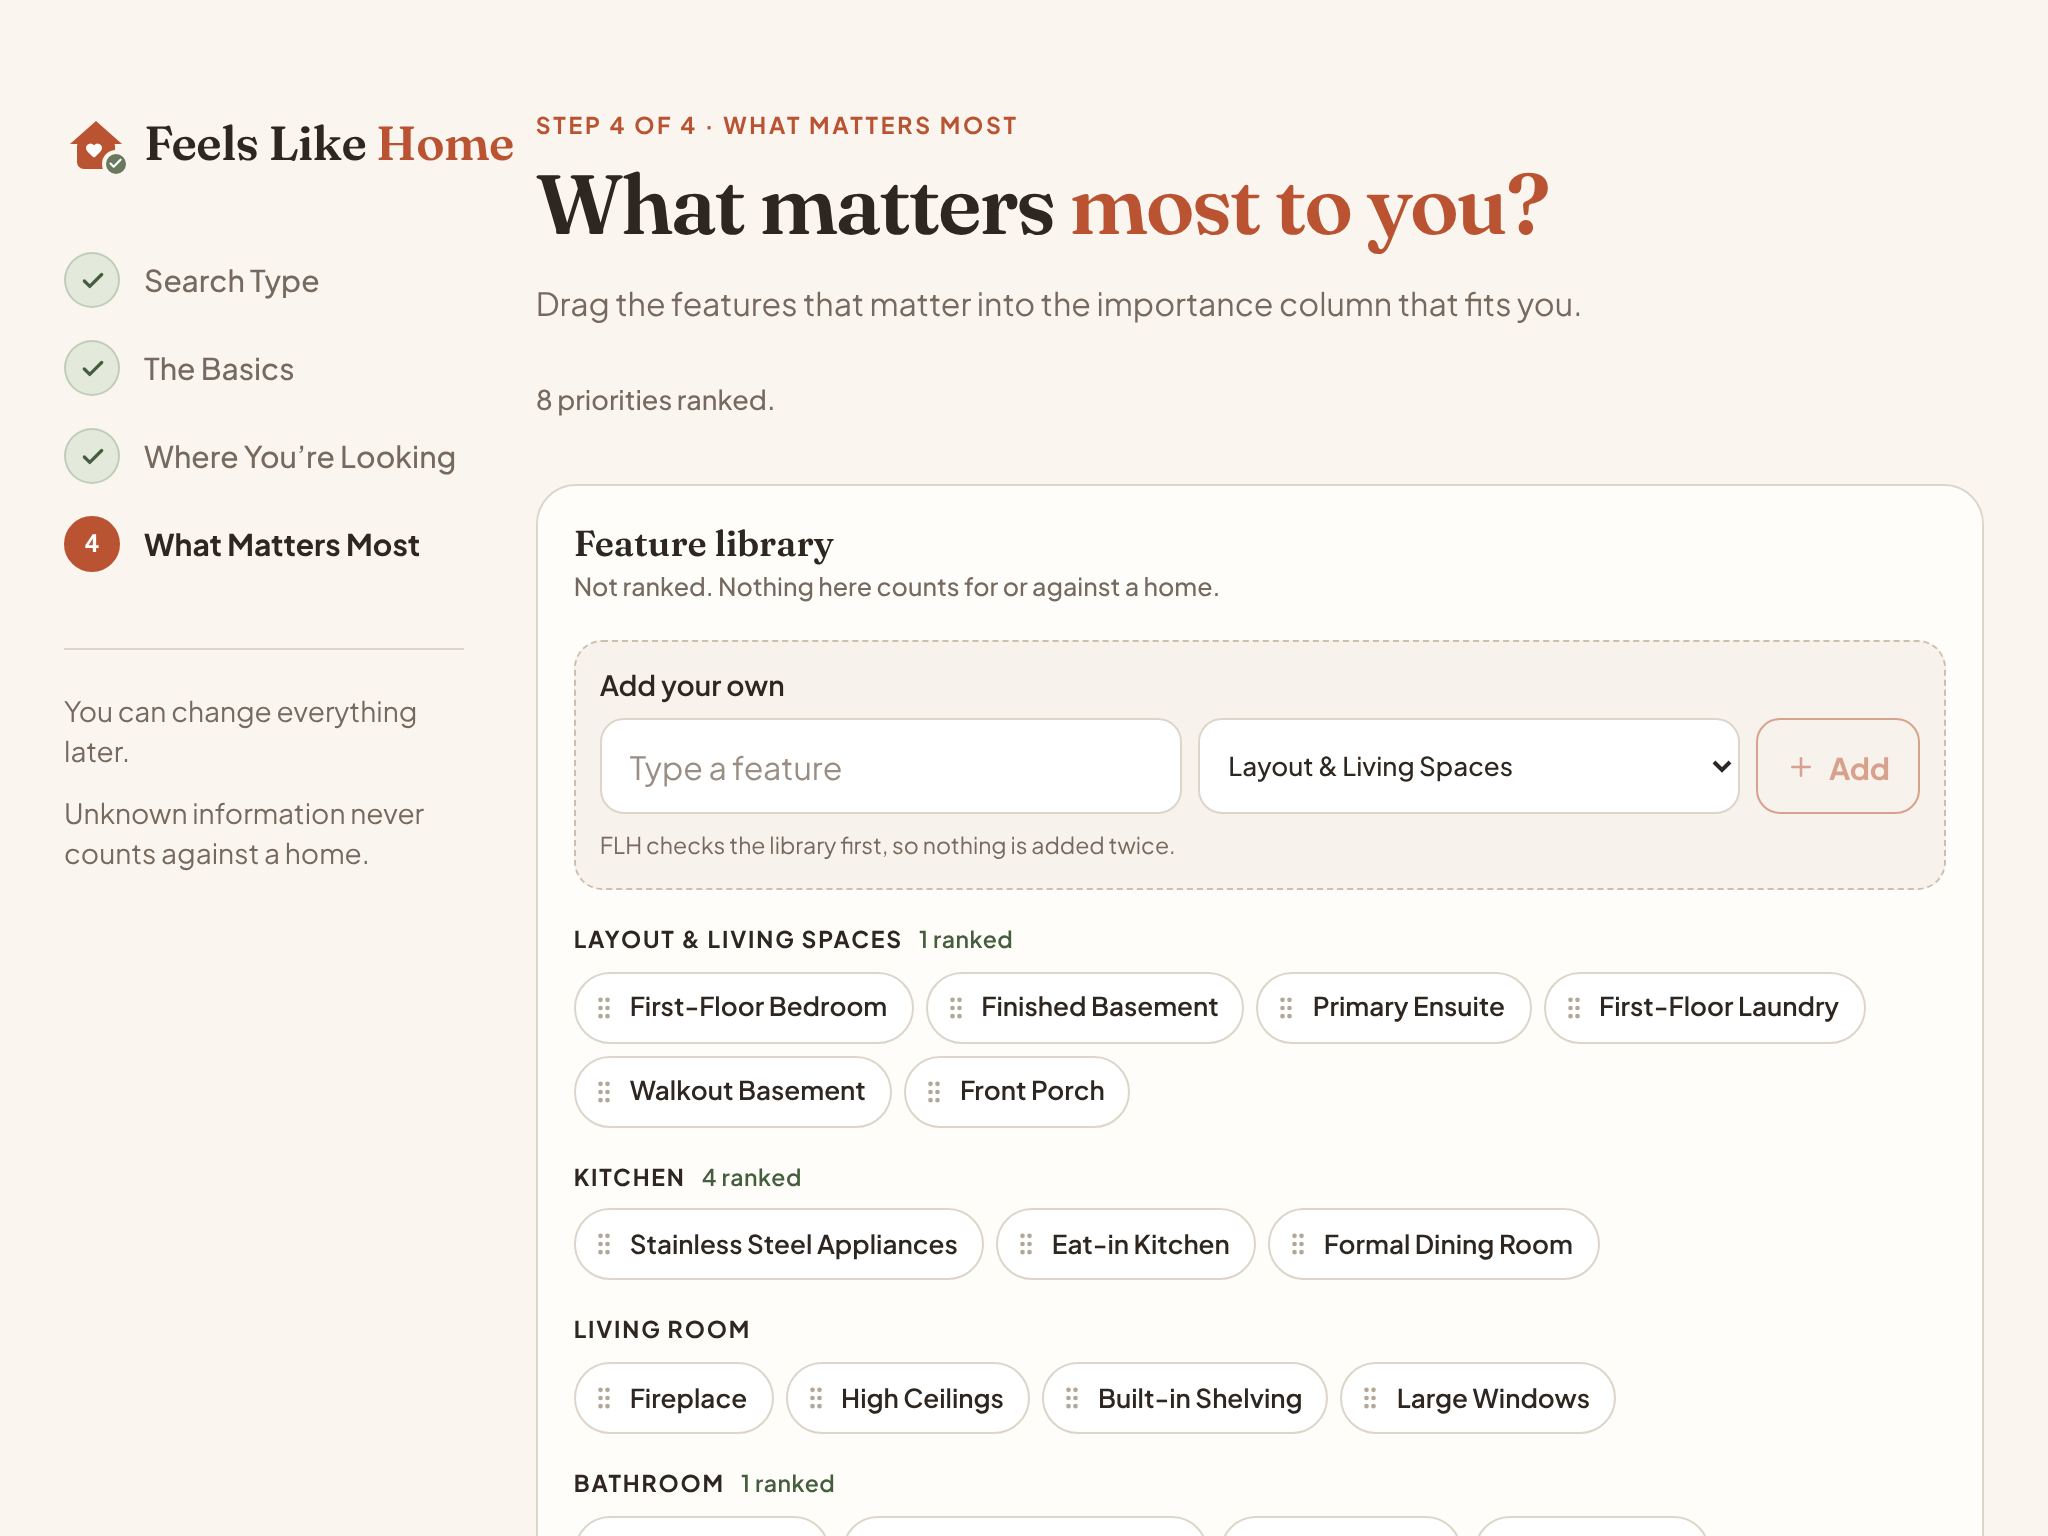 Feels Like Home
Search Type
The Basics
Where You’re Looking
4 What Matters Most
You can change everything
later.
Unknown information never
counts against a home.
STEP 4 OF 4 · WHAT MATTERS MOST
What matters most to you?
Drag the features that matter into the importance column that fits you.
8 priorities ranked.
Feature library
Not ranked. Nothing here counts for or against a home.
Add your own
Type a feature
Layout & Living Spaces
+ Add
FLH checks the library first, so nothing is added twice.
LAYOUT & LIVING SPACES 1 ranked
First-Floor Bedroom Finished Basement Primary Ensuite First-Floor Laundry
Walkout Basement Front Porch
KITCHEN 4 ranked
Stainless Steel Appliances Eat-in Kitchen Formal Dining Room
LIVING ROOM
Fireplace High Ceilings Built-in Shelving Large Windows
BATHROOM 1 ranked